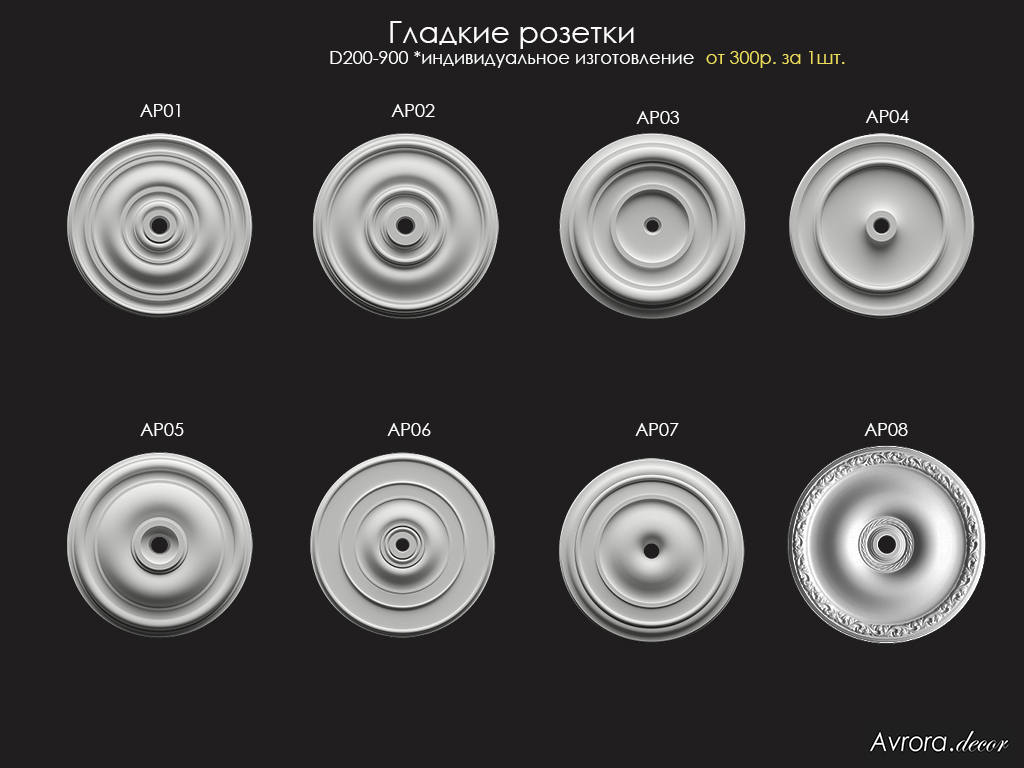 Гладкие розетки
D200-900 *индивидуальное изготовление от 300р. за 1шт.
AP01 AP02 AP03 AP04
AP05 AP06 AP07 AP08
Avrora.decor